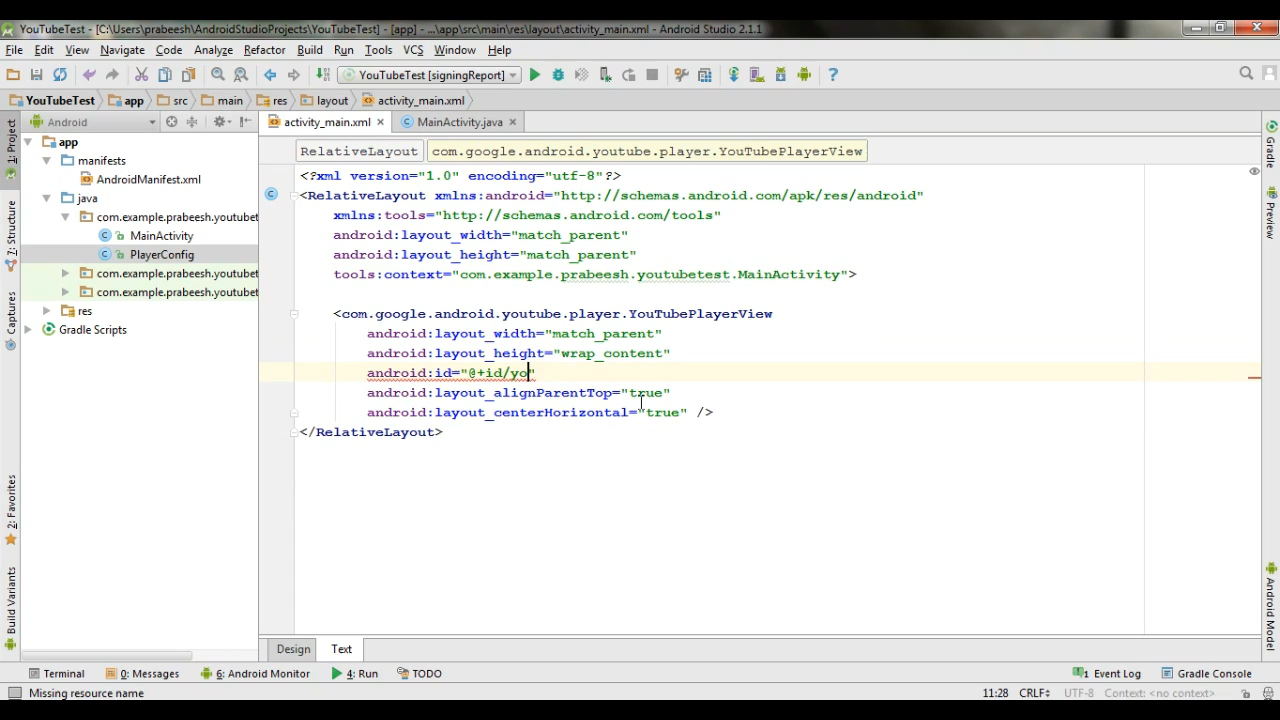 YouTubeTest - [C:\Users\prabeesh\AndroidStudioProjects\YouTubeTest] - [app] - ...\app\src\main\res\layout\activity_main.xml - Android Studio 2.1.1
File Edit View Navigate Code Analyze Refactor Build Run Tools VCS Window Help
YouTubeTest [signingReport]
YouTubeTest app src main res layout activity_main.xml
Android
activity_main.xml MainActivity.java
RelativeLayout com.google.android.youtube.player.YouTubePlayerView
1: Project
7: Structure
Captures
2: Favorites
Build Variants
app
manifests
AndroidManifest.xml
java
com.example.prabeesh.youtubet
MainActivity
PlayerConfig
com.example.prabeesh.youtubet
com.example.prabeesh.youtubet
res
Gradle Scripts
<?xml version="1.0" encoding="utf-8"?>
<RelativeLayout xmlns:android="http://schemas.android.com/apk/res/android"
xmlns:tools="http://schemas.android.com/tools"
android:layout_width="match_parent"
android:layout_height="match_parent"
tools:context="com.example.prabeesh.youtubetest.MainActivity">
<com.google.android.youtube.player.YouTubePlayerView
android:layout_width="match_parent"
android:layout_height="wrap_content"
android:id="@+id/yo"
android:layout_alignParentTop="true"
android:layout_centerHorizontal="true" />
</RelativeLayout>
Gradle
Preview
Android Model
Design Text
Terminal 0: Messages 6: Android Monitor 4: Run TODO 1 Event Log Gradle Console
Missing resource name 11:28 CRLF UTF-8 Context: <no context>